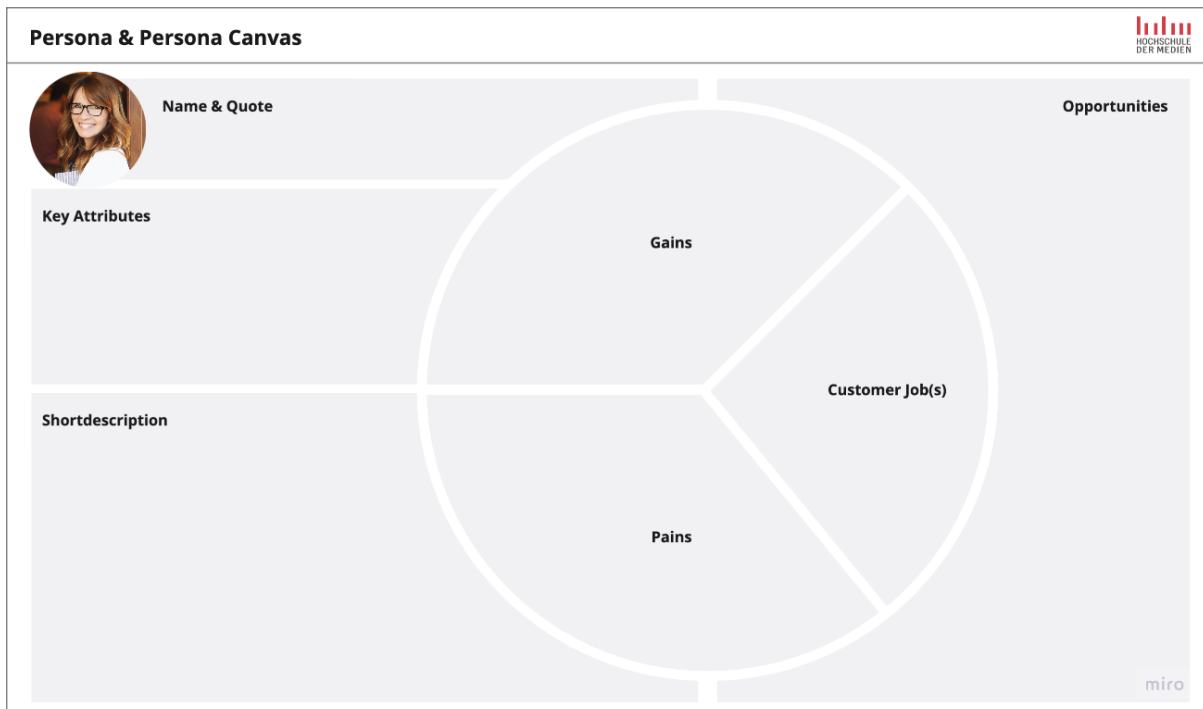 Persona & Persona Canvas
HOCHSCHULE
DER MEDIEN
Name & Quote
Opportunities
Key Attributes
Gains
Customer Job(s)
Shortdescription
Pains
miro